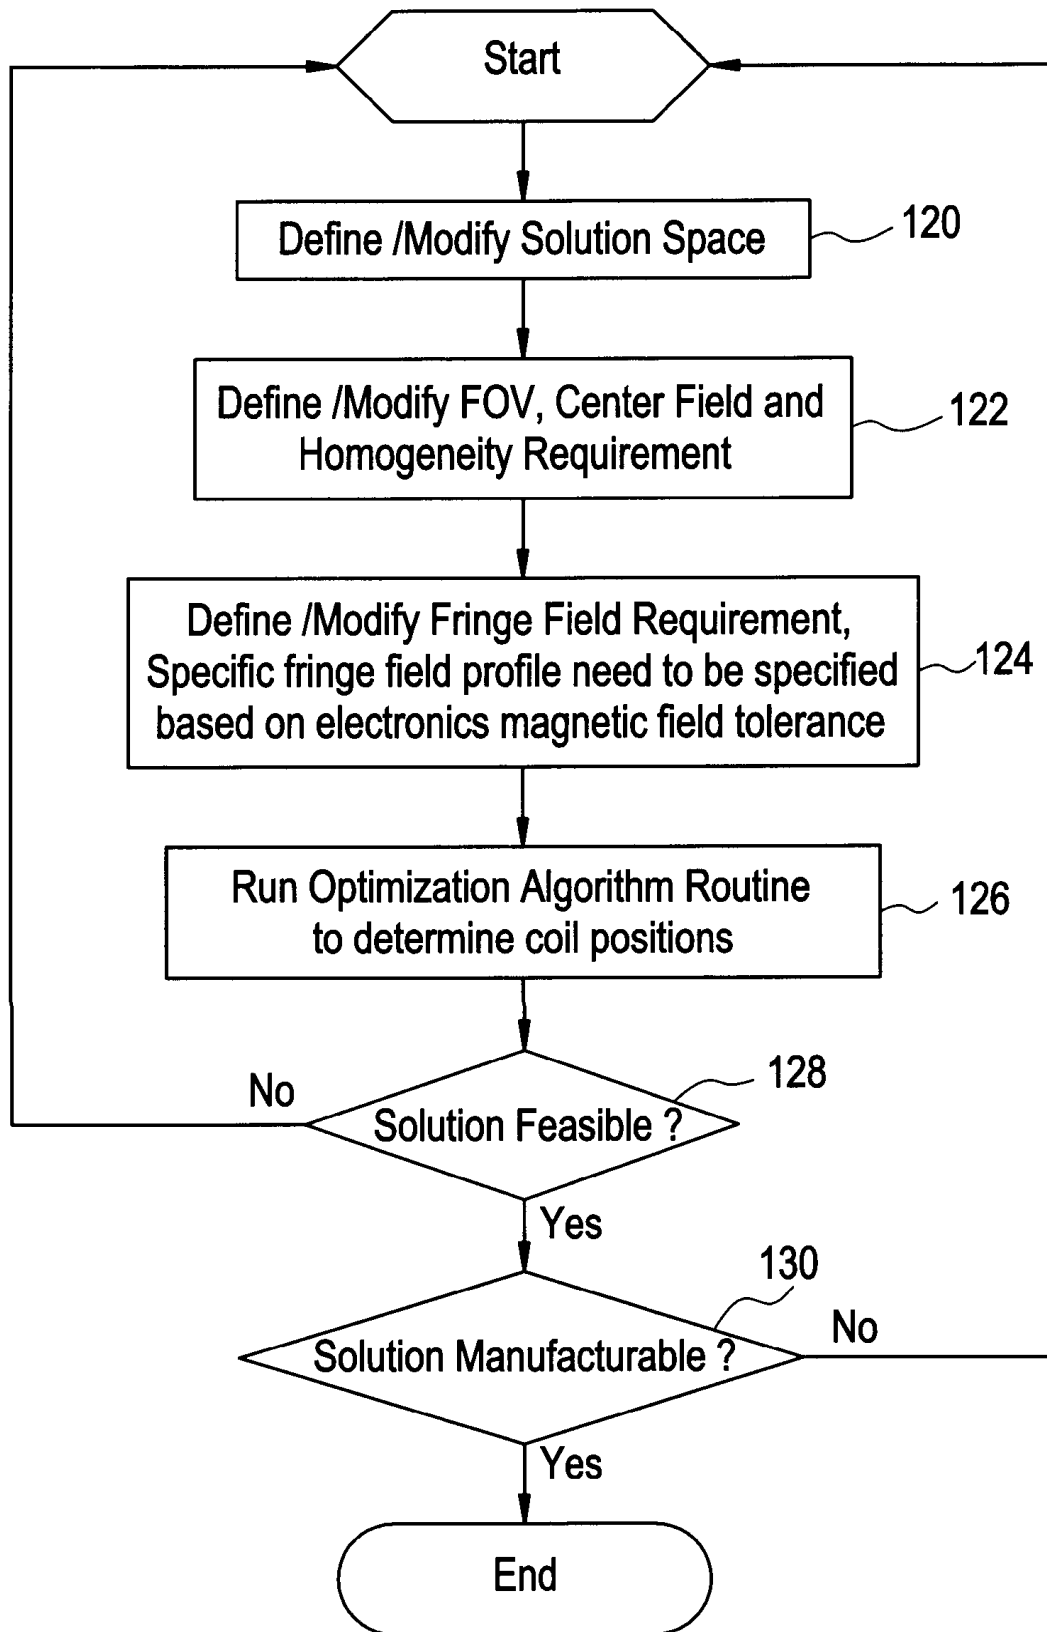 Start
Define /Modify Solution Space
120
Define /Modify FOV, Center Field and
Homogeneity Requirement
122
Define /Modify Fringe Field Requirement,
Specific fringe field profile need to be specified
based on electronics magnetic field tolerance
124
Run Optimization Algorithm Routine
to determine coil positions
126
No
Solution Feasible ?
128
Yes
130
Solution Manufacturable ?
No
Yes
End